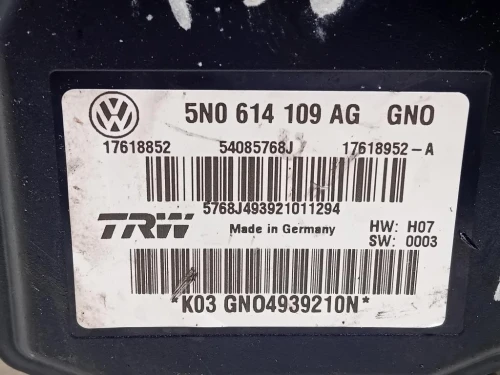 5N0 614 109 AG GNO
17618852 54085768J 17618952-A
5768J493921011294
TRW Made in Germany HW: H07
SW: 0003
*K03 GNO4939210N*